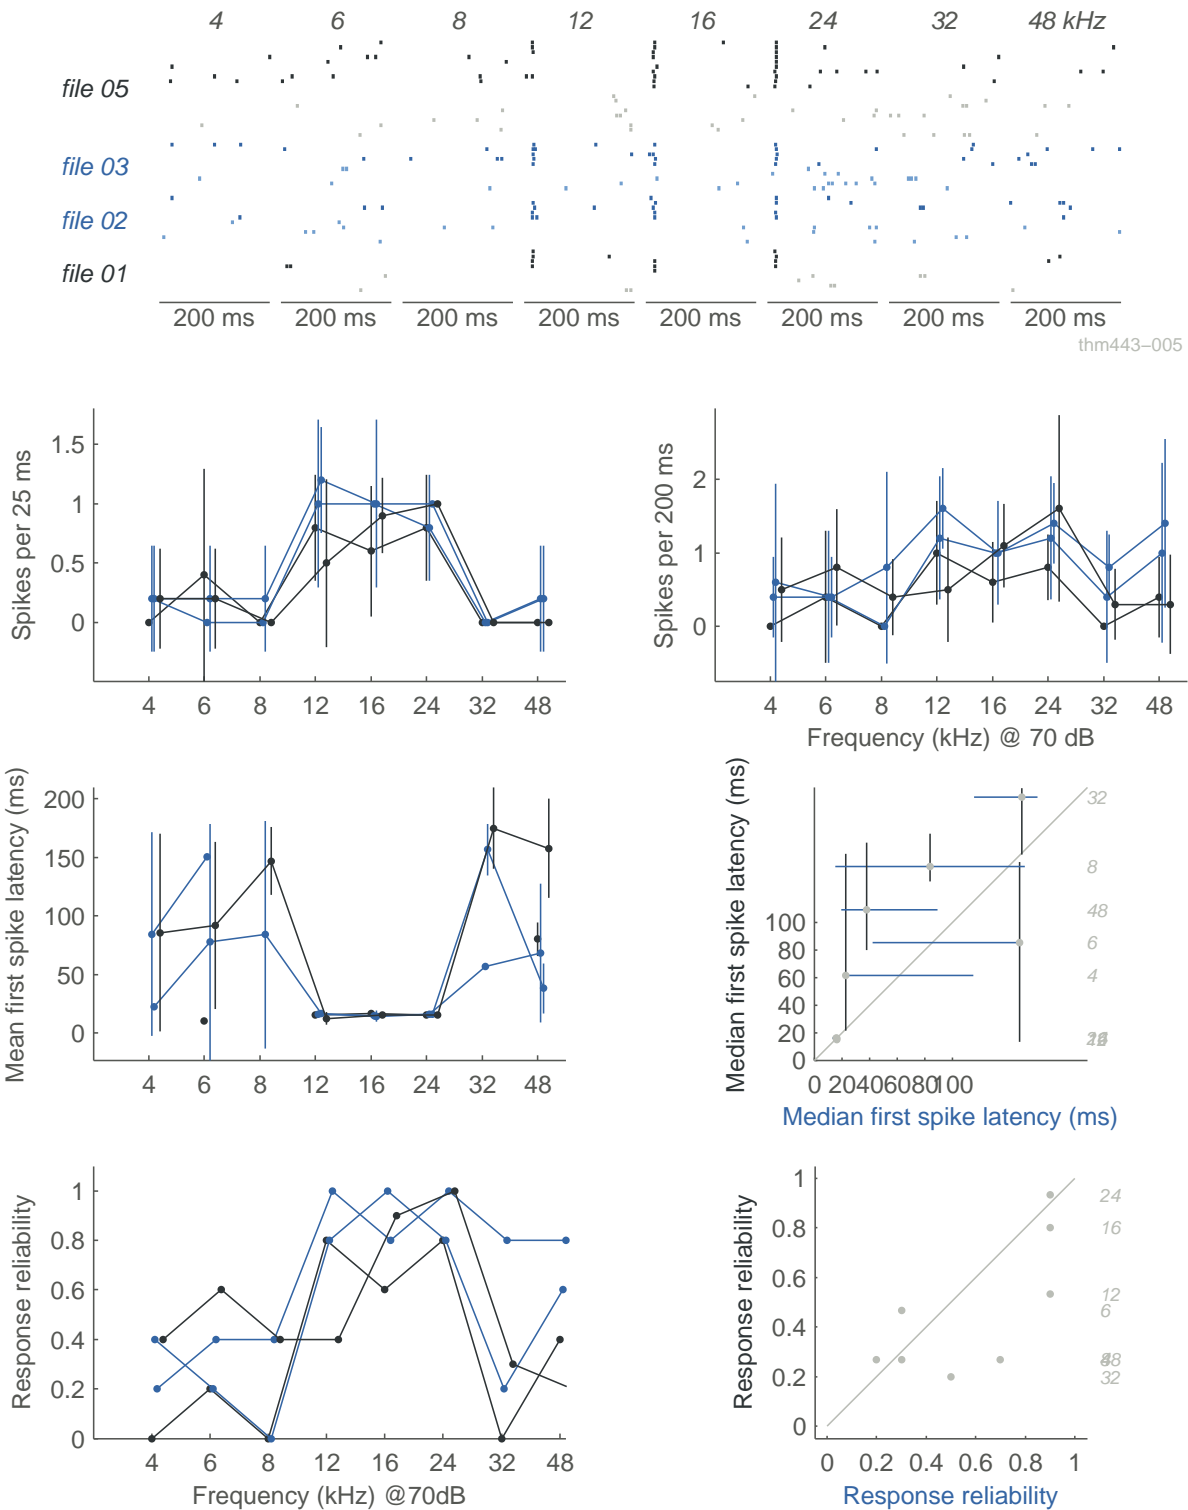 4 6 8 12 16 24 32 48 kHz
file 05
file 03
file 02
file 01
200 ms 200 ms 200 ms 200 ms 200 ms 200 ms 200 ms 200 ms
thm443–005
Spikes per 25 ms
1.5
1
0.5
0
4 6 8 12 16 24 32 48
Spikes per 200 ms
2
1
0
4 6 8 12 16 24 32 48
Frequency (kHz) @ 70 dB
Mean first spike latency (ms)
200
150
100
50
0
4 6 8 12 16 24 32 48
Median first spike latency (ms)
100
80
60
40
20
0
32
8
48
6
4
0 20 40 60 80 100
Median first spike latency (ms)
Response reliability
1
0.8
0.6
0.4
0.2
0
4 6 8 12 16 24 32 48
Frequency (kHz) @70dB
Response reliability
1
0.8
0.6
0.4
0.2
0
24
16
12
6
32
0 0.2 0.4 0.6 0.8 1
Response reliability